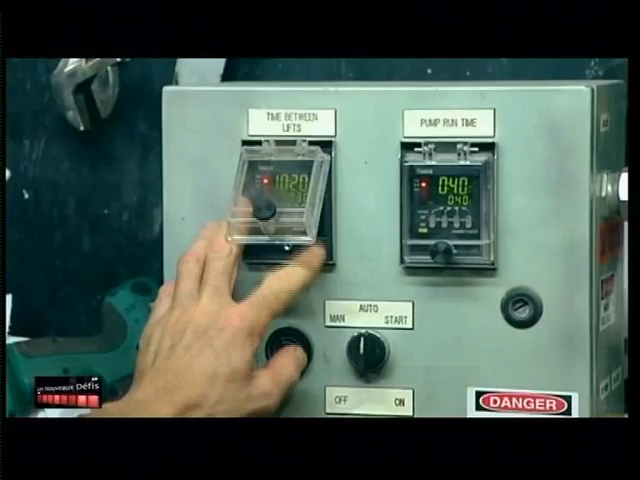 TIME BETWEEN
LIFTS
PUMP RUN TIME
1020
040
040
AUTO
MAN START
OFF ON
DANGER
Les Nouveaux Défis